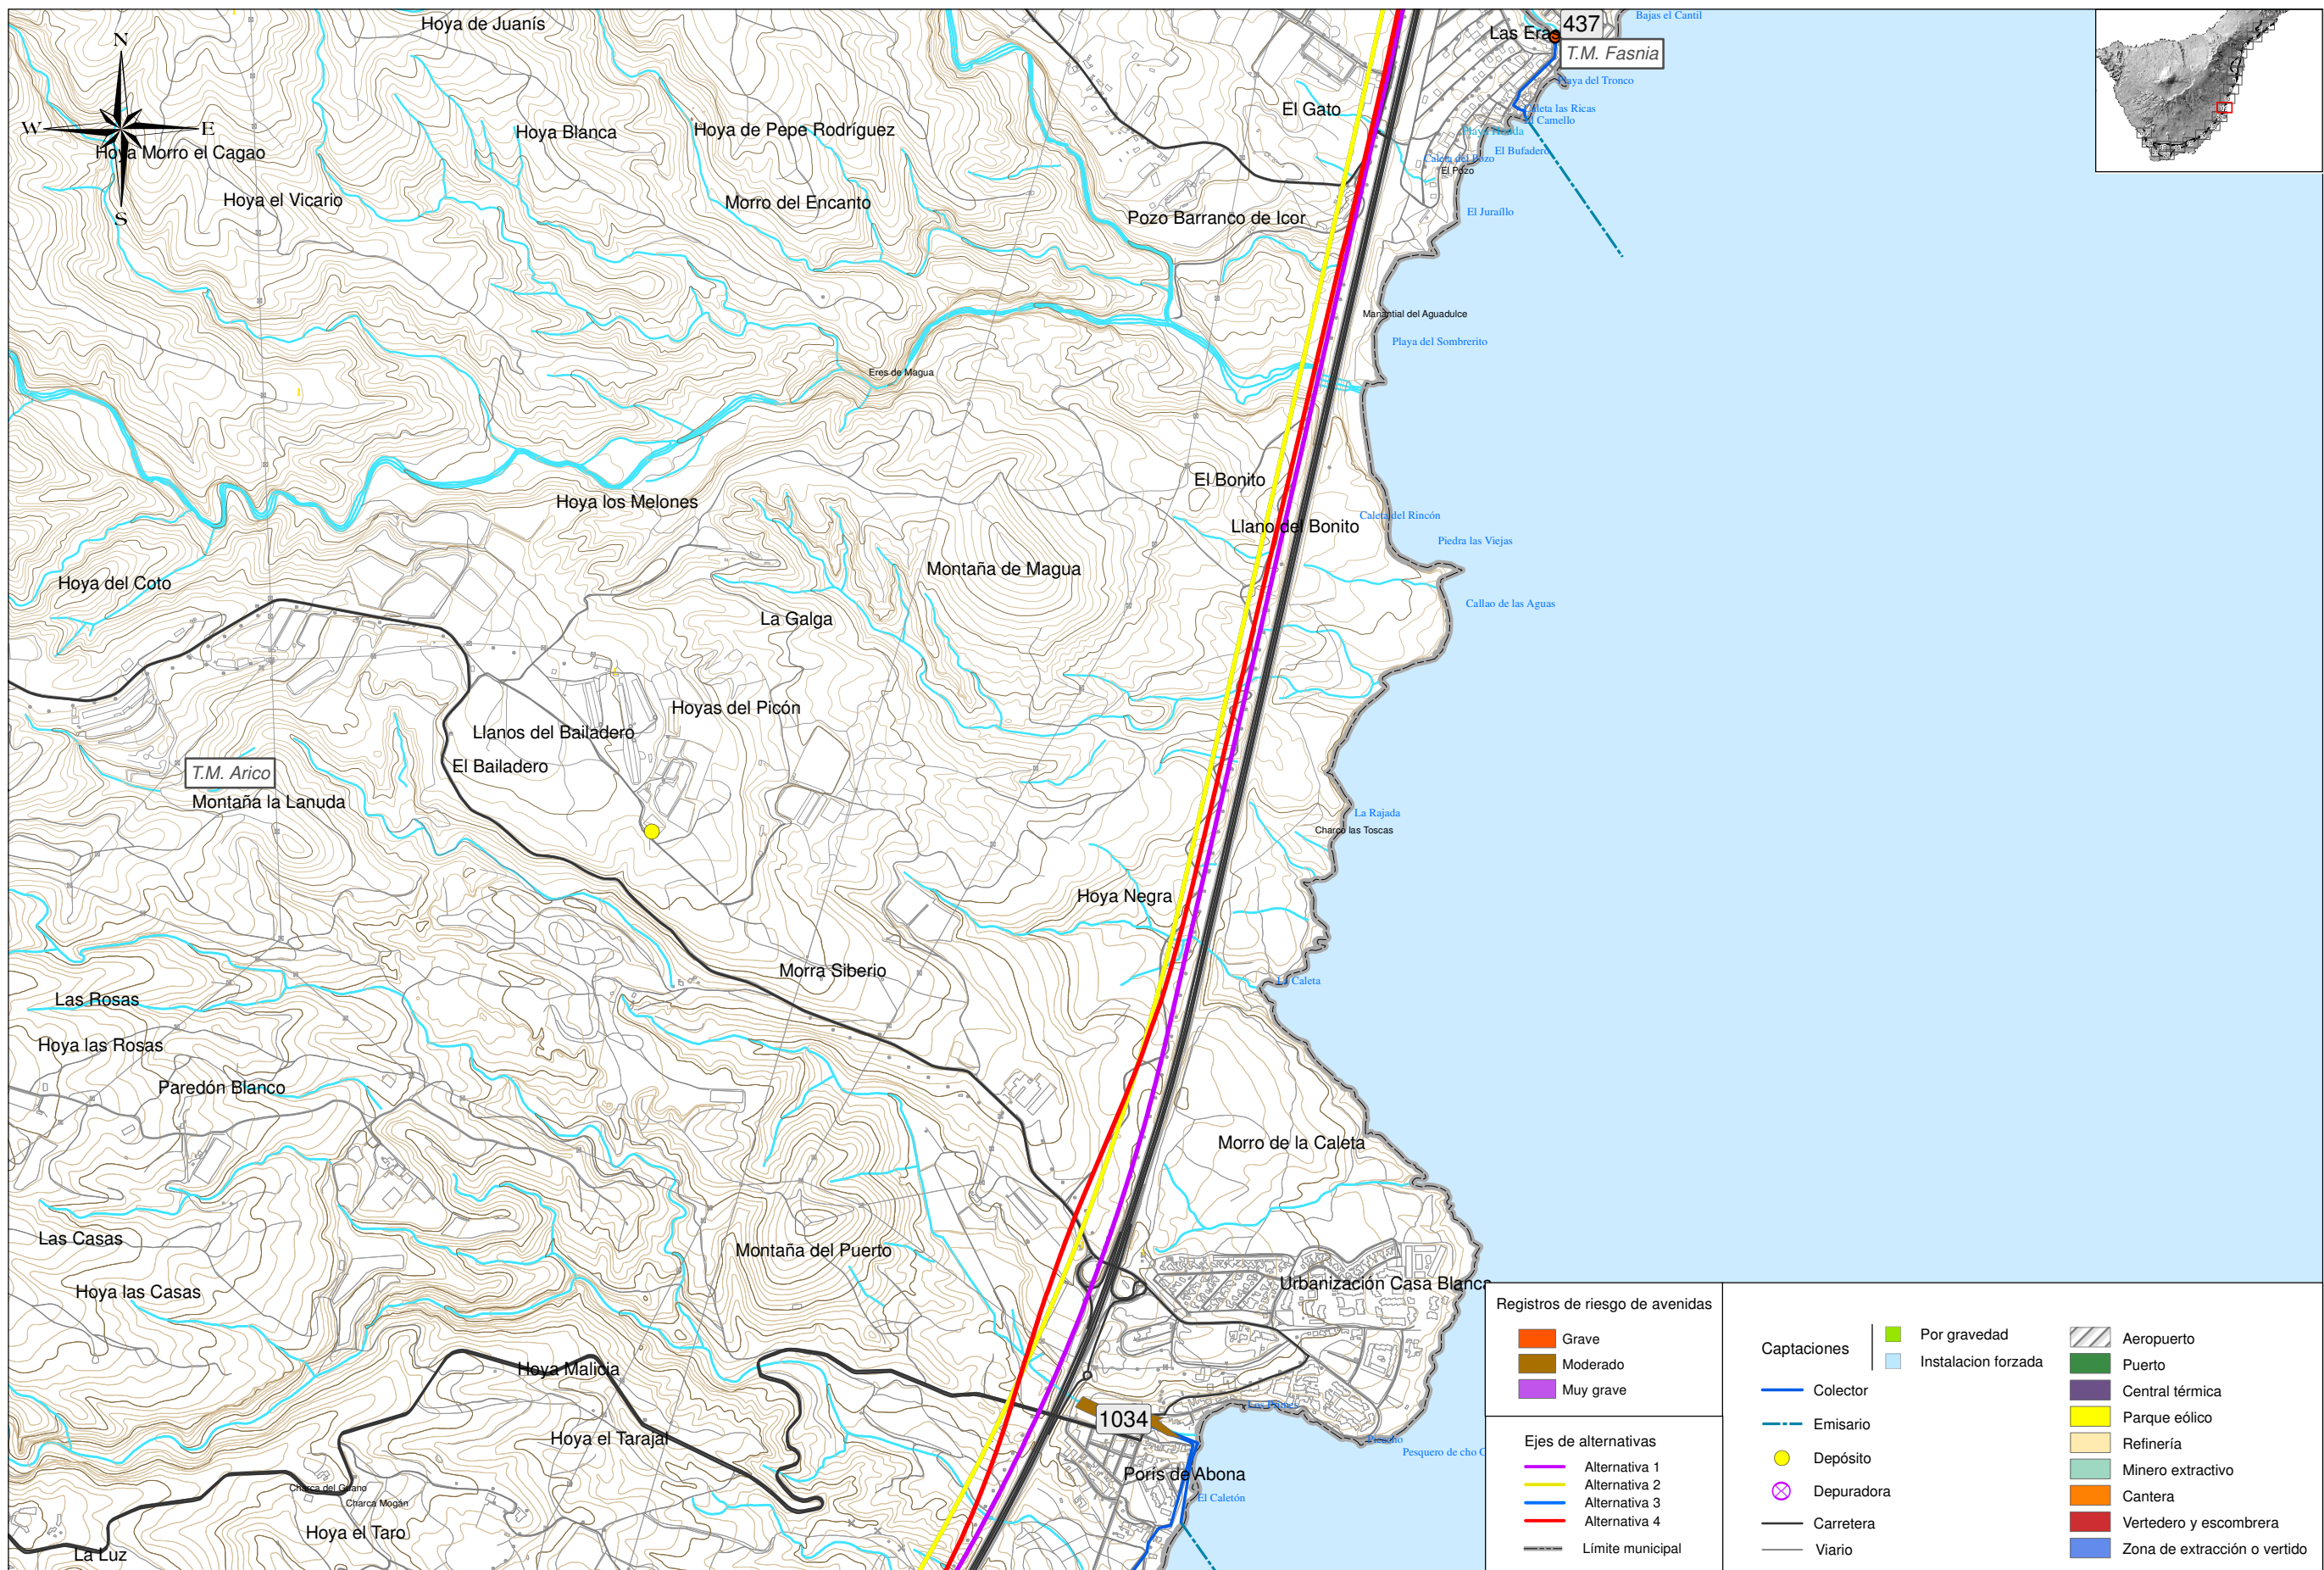 Hoya de Juanís
Bajas el Cantil
437
Las Eras
T.M. Fasnia
N
W
E
S
Playa del Tronco
El Gato
Caleta las Ricas
El Camello
Hoya Blanca
Hoya de Pepe Rodríguez
Hoya Morro el Cagao
El Bufadero
Caleta del Pozo
El Pozo
Hoya el Vicario
Morro del Encanto
Pozo Barranco de Icor
El Juraíllo
Manantial del Aguadulce
Playa del Sombrerito
Eres de Magua
El Bonito
Hoya los Melones
Caleta del Rincón
Llano del Bonito
Piedra las Viejas
Hoya del Coto
Montaña de Magua
Callao de las Aguas
La Galga
Hoyas del Picón
Llanos del Bailadero
El Bailadero
T.M. Arico
Montaña la Lanuda
La Rajada
Charco las Toscas
Hoya Negra
Morra Siberio
La Caleta
Las Rosas
Hoya las Rosas
Paredón Blanco
Morro de la Caleta
Las Casas
Montaña del Puerto
Urbanización Casa Blanca
Hoya las Casas
Hoya Malicia
1034
Hoya el Tarajal
Pesquero de cho G
Porís de Abona
Charca del Guano
El Caletón
Charca Mogán
Hoya el Taro
La Luz
Registros de riesgo de avenidas
Grave
Moderado
Muy grave
Ejes de alternativas
Alternativa 1
Alternativa 2
Alternativa 3
Alternativa 4
Límite municipal
Captaciones
Por gravedad
Instalacion forzada
Colector
Emisario
Depósito
Depuradora
Carretera
Viario
Aeropuerto
Puerto
Central térmica
Parque eólico
Refinería
Minero extractivo
Cantera
Vertedero y escombrera
Zona de extracción o vertido